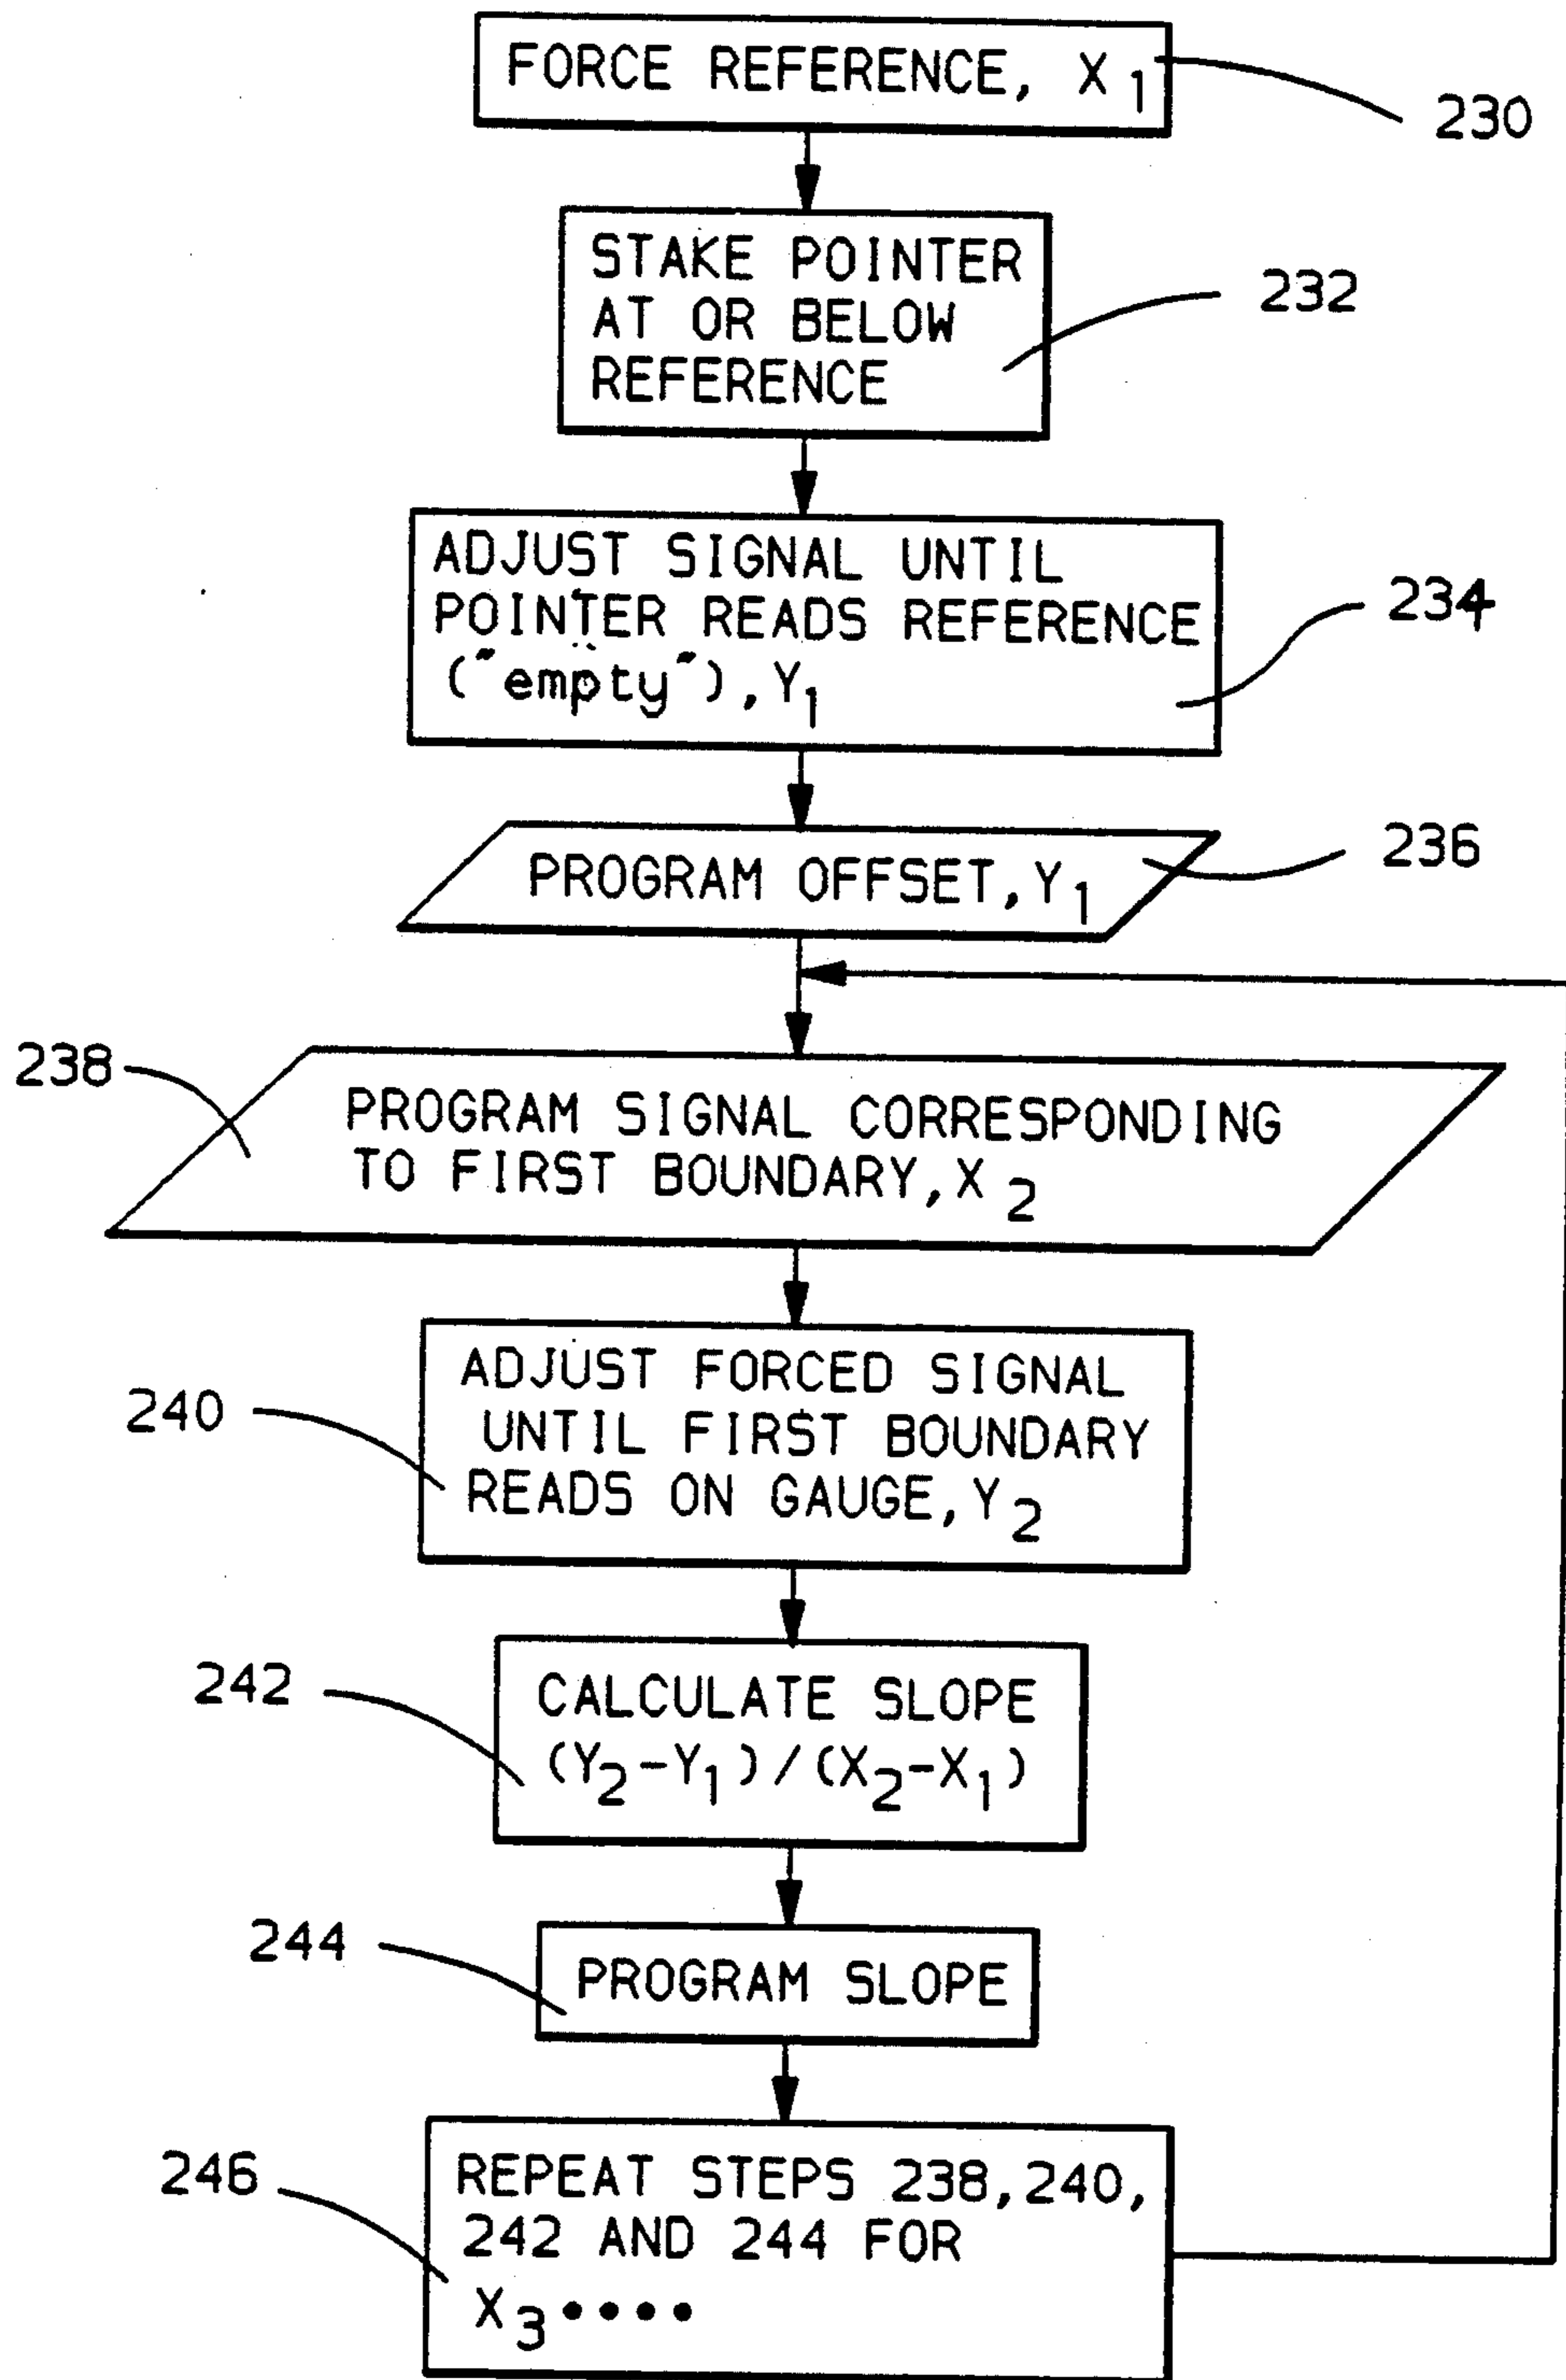 FORCE REFERENCE, X1
230
STAKE POINTER
AT OR BELOW
REFERENCE
232
ADJUST SIGNAL UNTIL
POINTER READS REFERENCE
("empty"), Y1
234
PROGRAM OFFSET, Y1
236
238
PROGRAM SIGNAL CORRESPONDING
TO FIRST BOUNDARY, X2
240
ADJUST FORCED SIGNAL
UNTIL FIRST BOUNDARY
READS ON GAUGE, Y2
242
CALCULATE SLOPE
(Y2-Y1)/(X2-X1)
244
PROGRAM SLOPE
246
REPEAT STEPS 238, 240,
242 AND 244 FOR
X3 ••••